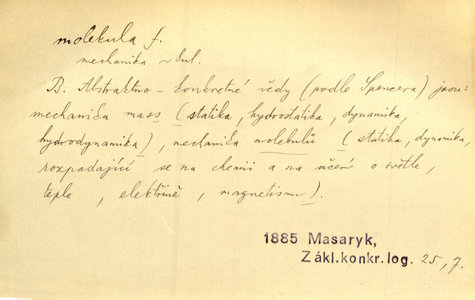 molekula f.
mechanika ~ kul.
B. Abstraktno-konkretné vědy (podle Spencera) jsou:
mechanika mass (statika, hydrostatika, dynamika,
hydrodynamika), mechanika molekulů (statika, dynamika,
rozpadající se na chemii a na učení o světle,
teple, elektřině, magnetismu).
1885 Masaryk,
Zákl.konkr.log. 25, 7.